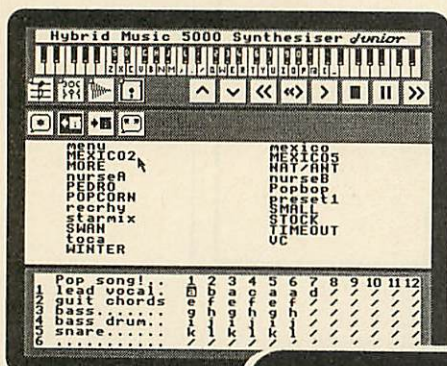 Hybrid Music 5000 Synthesiser Junior
Z X C V B N M , . / Q W E R T Y U I O P @ [ _
meny mexico
MEXICO2 MEXICO5
MORE NAT/ANT
nurseA nurseB
PEDRO Popbop
POPCORN preset1
recrhy SMALL
starmix STOCK
SWAN TIMEOUT
toca VC
WINTER
Pop song!.. 1 2 3 4 5 6 7 8 9 10 11 12
1 lead vocal. a b a c a a d / / / / /
2 guit chords e f e f e f / / / / / /
3 bass....... g h g h g h / / / / / /
4 bass drum.. i j i j i j / / / / / /
5 snare...... k k k l k / / / / / /
6 ........... / / / / / / / / / / / /